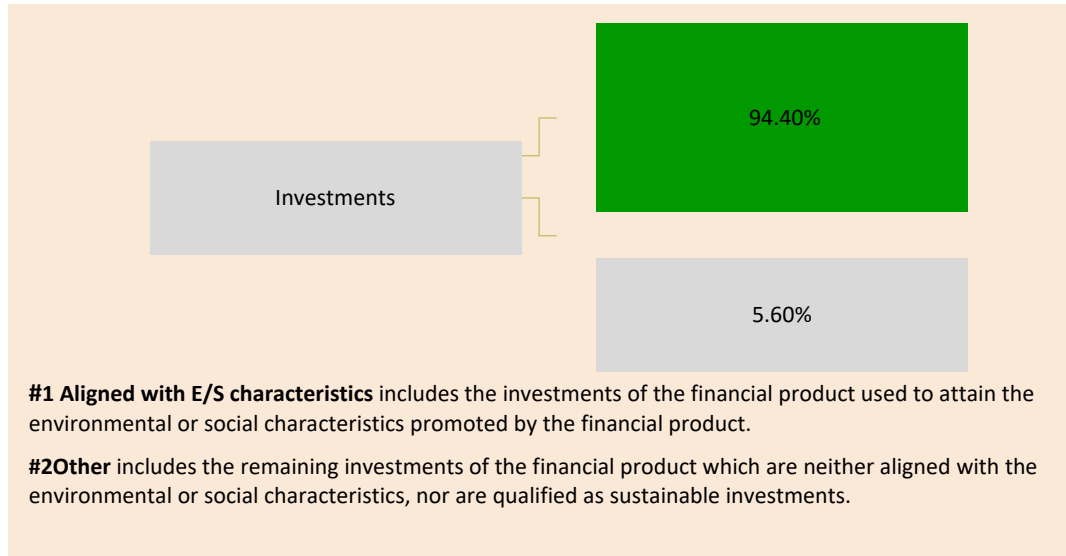 94.40%
Investments
5.60%
#1 Aligned with E/S characteristics includes the investments of the financial product used to attain the
environmental or social characteristics promoted by the financial product.
#2Other includes the remaining investments of the financial product which are neither aligned with the
environmental or social characteristics, nor are qualified as sustainable investments.